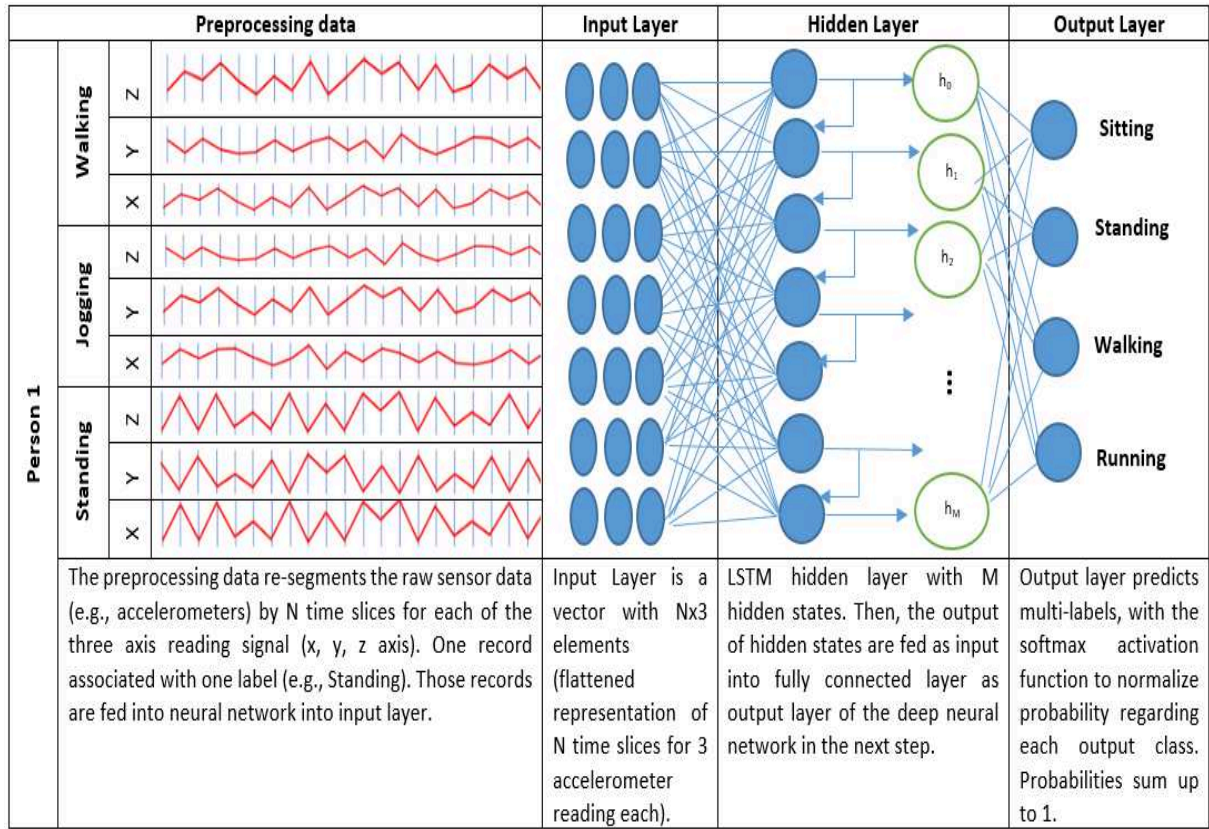 Preprocessing data
Input Layer
Hidden Layer
Output Layer
Person 1
Walking
Z
Y
X
Jogging
Z
Y
X
Standing
Z
Y
X
h0
h1
h2
...
hM
Sitting
Standing
Walking
Running
The preprocessing data re-segments the raw sensor data
(e.g., accelerometers) by N time slices for each of the
three axis reading signal (x, y, z axis). One record
associated with one label (e.g., Standing). Those records
are fed into neural network into input layer.
Input Layer is a
vector with Nx3
elements
(flattened
representation of
N time slices for 3
accelerometer
reading each).
LSTM hidden layer with M
hidden states. Then, the output
of hidden states are fed as input
into fully connected layer as
output layer of the deep neural
network in the next step.
Output layer predicts
multi-labels, with the
softmax activation
function to normalize
probability regarding
each output class.
Probabilities sum up
to 1.